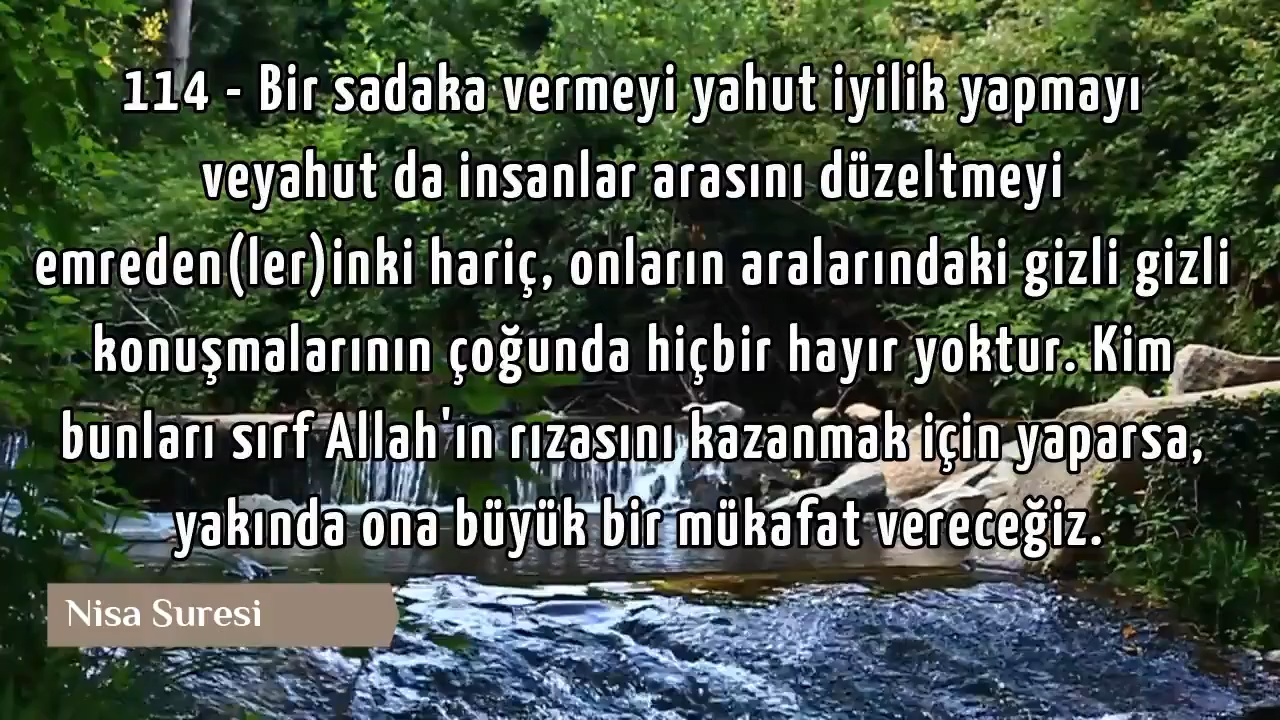 114 - Bir sadaka vermeyi yahut iyilik yapmayı
veyahut da insanlar arasını düzeltmeyi
emreden(ler)inki hariç, onların aralarındaki gizli gizli
konuşmalarının çoğunda hiçbir hayır yoktur. Kim
bunları sırf Allah'ın rızasını kazanmak için yaparsa,
yakında ona büyük bir mükafat vereceğiz.
Nisa Suresi